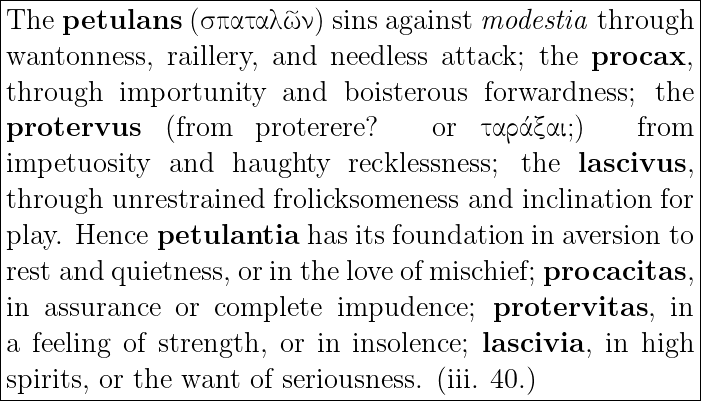 The petulans (σπαταλῶν) sins against modestia through
wantonness, raillery, and needless attack; the procax,
through importunity and boisterous forwardness; the
protervus (from proterere? or ταράξαι;) from
impetuosity and haughty recklessness; the lascivus,
through unrestrained frolicksomeness and inclination for
play. Hence petulantia has its foundation in aversion to
rest and quietness, or in the love of mischief; procacitas,
in assurance or complete impudence; protervitas, in
a feeling of strength, or in insolence; lascivia, in high
spirits, or the want of seriousness. (iii. 40.)